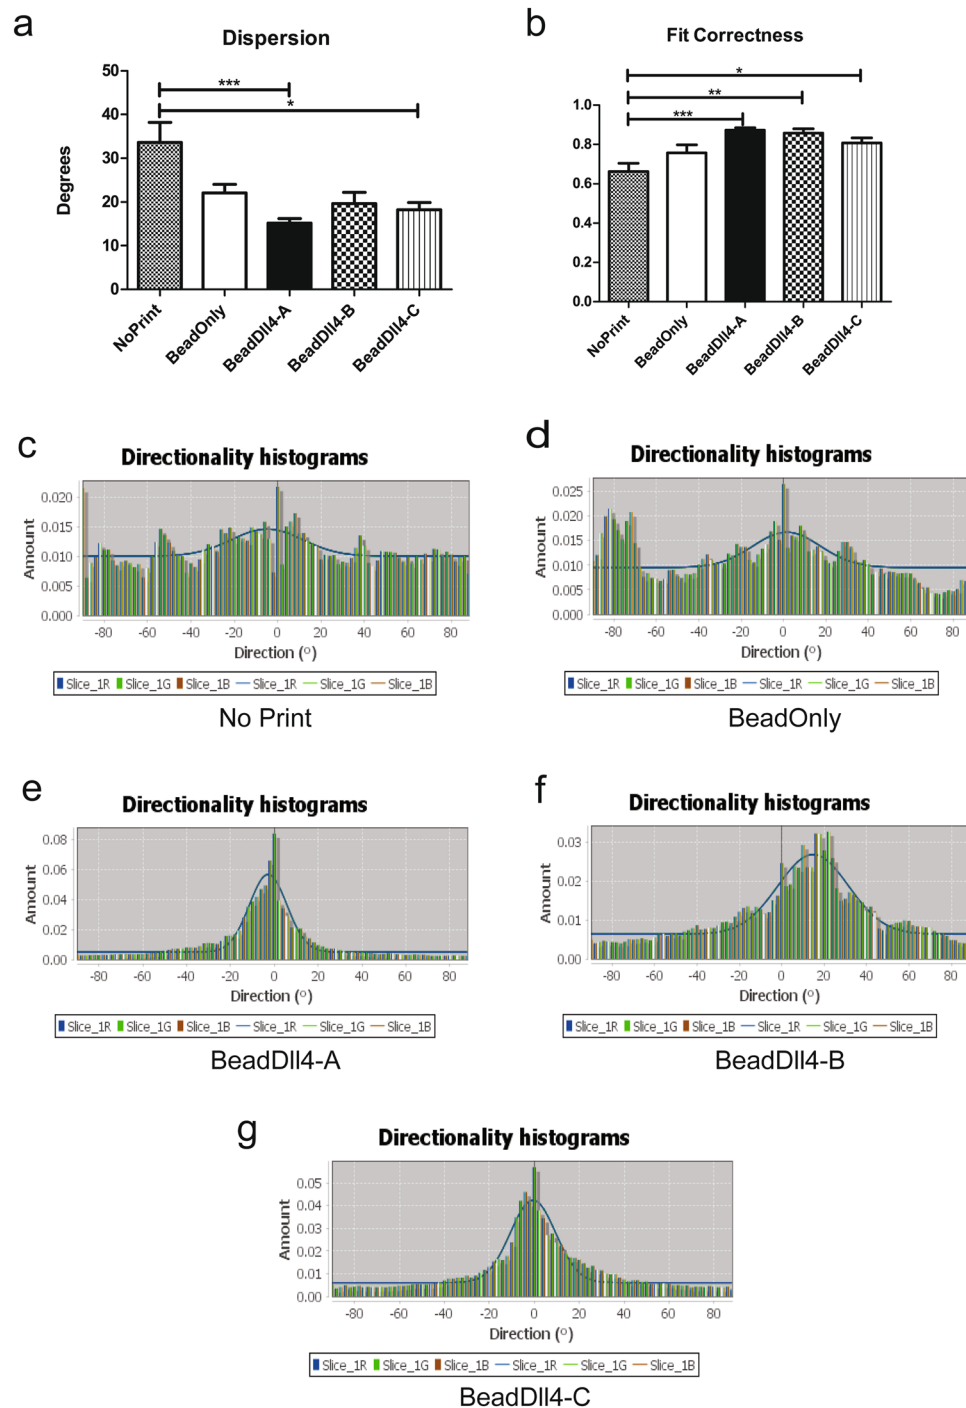 a
Dispersion
50
40
30
20
10
0
Degrees
***
*
NoPrint
BeadOnly
BeadDll4-A
BeadDll4-B
BeadDll4-C
b
Fit Correctness
1.0
0.8
0.6
0.4
0.2
0.0
*
**
***
NoPrint
BeadOnly
BeadDll4-A
BeadDll4-B
BeadDll4-C
c
Directionality histograms
0.020
0.015
0.010
0.005
0.000
Amount
-80 -60 -40 -20 0 20 40 60 80
Direction (°)
Slice_1R Slice_1G Slice_1B Slice_1R Slice_1G Slice_1B
No Print
d
Directionality histograms
0.025
0.020
0.015
0.010
0.005
0.000
Amount
-80 -60 -40 -20 0 20 40 60 80
Direction (°)
Slice_1R Slice_1G Slice_1B Slice_1R Slice_1G Slice_1B
BeadOnly
e
Directionality histograms
0.08
0.06
0.04
0.02
0.00
Amount
-80 -60 -40 -20 0 20 40 60 80
Direction (°)
Slice_1R Slice_1G Slice_1B Slice_1R Slice_1G Slice_1B
BeadDll4-A
f
Directionality histograms
0.03
0.02
0.01
0.00
Amount
-80 -60 -40 -20 0 20 40 60 80
Direction (°)
Slice_1R Slice_1G Slice_1B Slice_1R Slice_1G Slice_1B
BeadDll4-B
g
Directionality histograms
0.05
0.04
0.03
0.02
0.01
0.00
Amount
-80 -60 -40 -20 0 20 40 60 80
Direction (°)
Slice_1R Slice_1G Slice_1B Slice_1R Slice_1G Slice_1B
BeadDll4-C